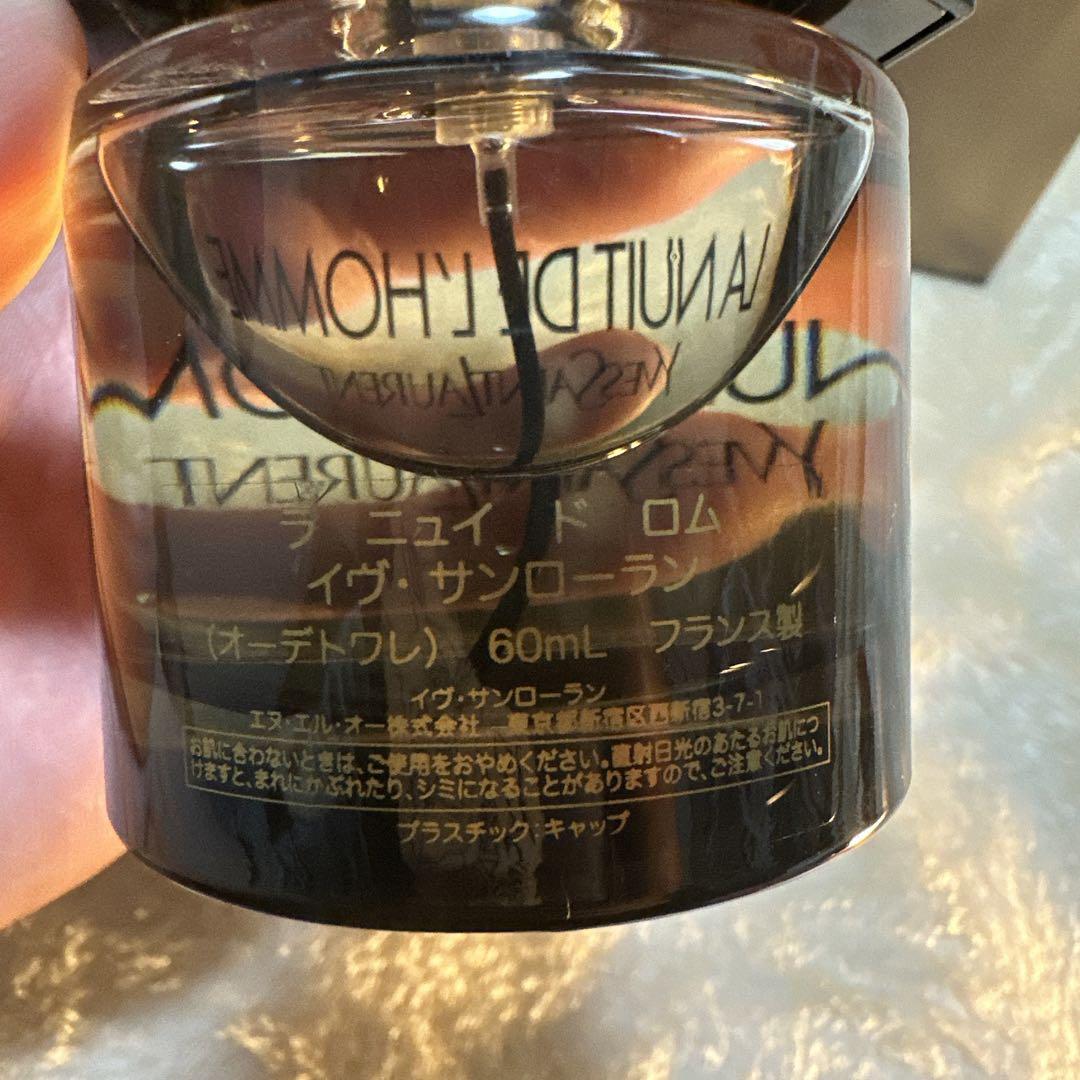 LA NUIT DE L'HOMME
YVESSAINTLAURENT
ラ ニュイ ド ロム
イヴ・サンローラン
(オーデトワレ) 60mL フランス製
イヴ・サンローラン
エヌ・エル・オー株式会社 東京都新宿区西新宿3-7-1
お肌に合わないときは、ご使用をおやめください。直射日光のあたるお肌につ
けますと、まれにかぶれたり、シミになることがありますので、ご注意ください。
プラスチック:キャップ